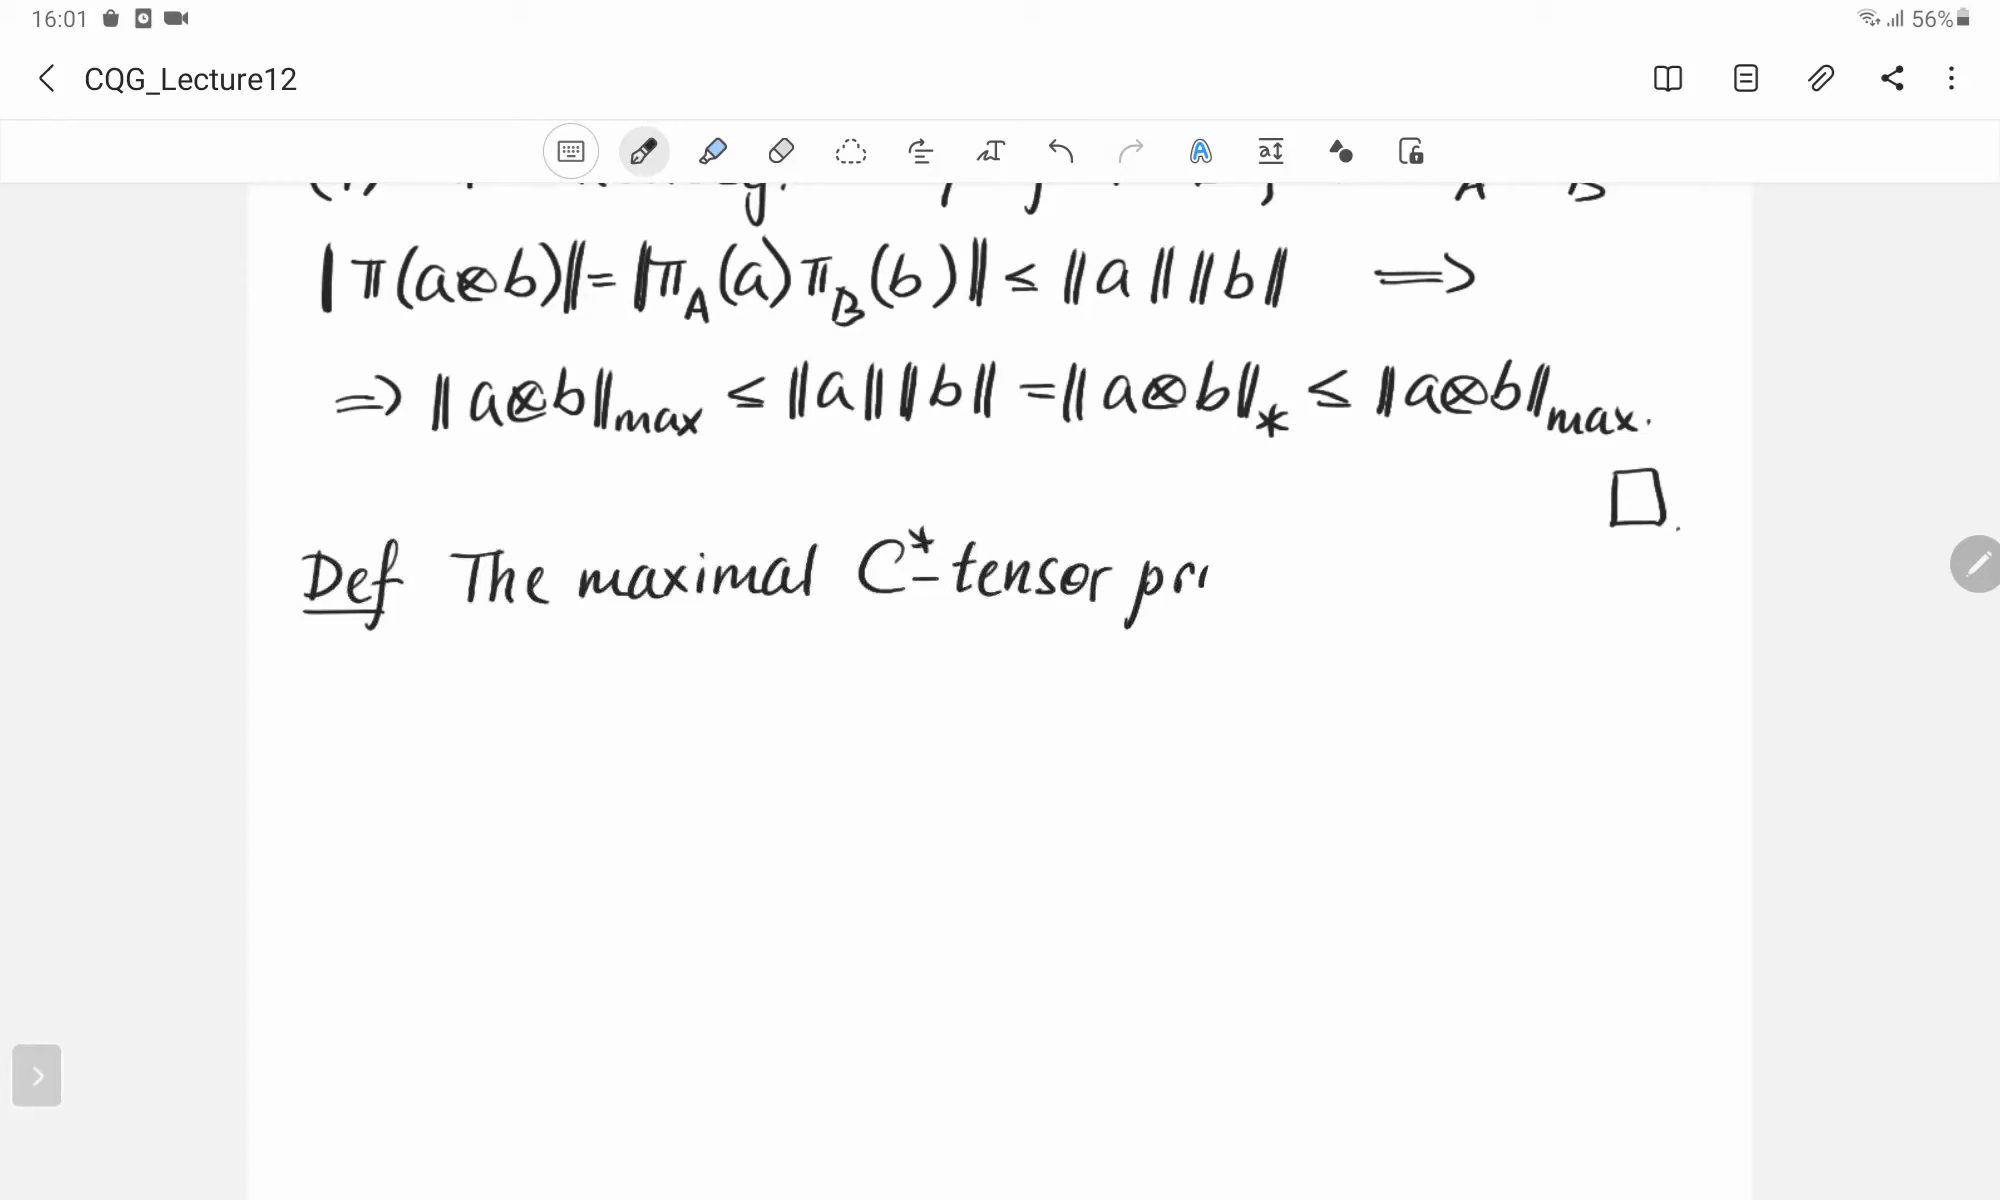 16:01 56%
CQG_Lecture12
‖π(a⊗b)‖=‖π_A(a)π_B(b)‖ ≤ ‖a‖‖b‖ ⟹
⟹ ‖a⊗b‖_max ≤ ‖a‖‖b‖ =‖a⊗b‖_* ≤ ‖a⊗b‖_max.
□.
Def The maximal C*-tensor pr